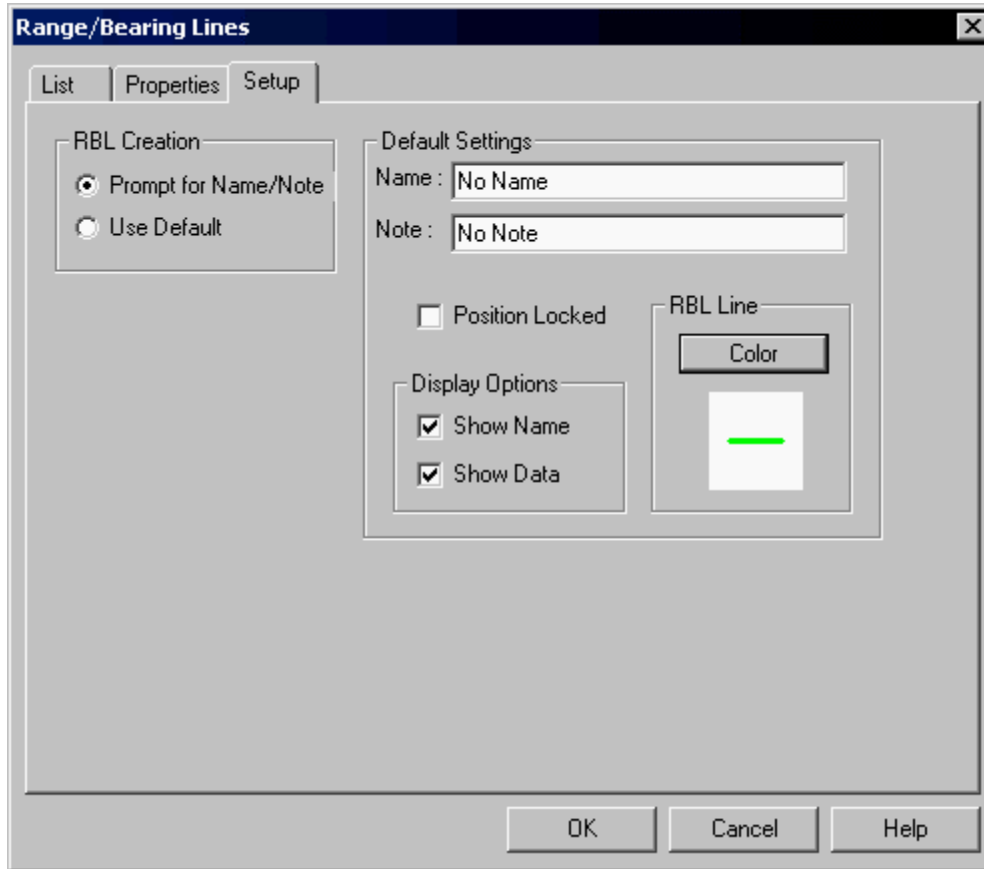 Range/Bearing Lines
List Properties Setup
RBL Creation
Prompt for Name/Note
Use Default
Default Settings
Name : No Name
Note : No Note
Position Locked
Display Options
Show Name
Show Data
RBL Line
Color
OK Cancel Help